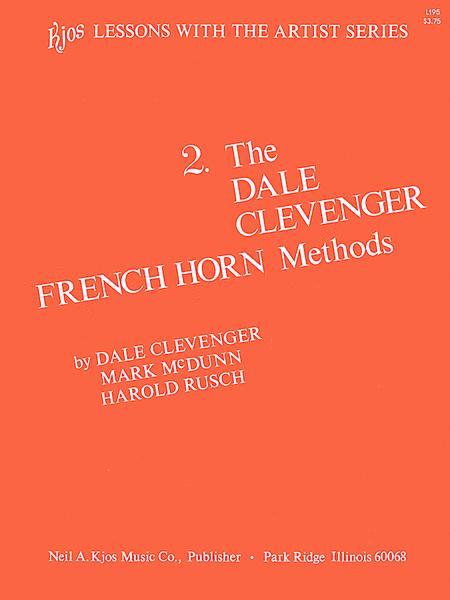 L195
$3.75
Kjos LESSONS WITH THE ARTIST SERIES
2. The
DALE
CLEVENGER
FRENCH HORN Methods
by DALE CLEVENGER
MARK McDUNN
HAROLD RUSCH
Neil A. Kjos Music Co., Publisher • Park Ridge Illinois 60068